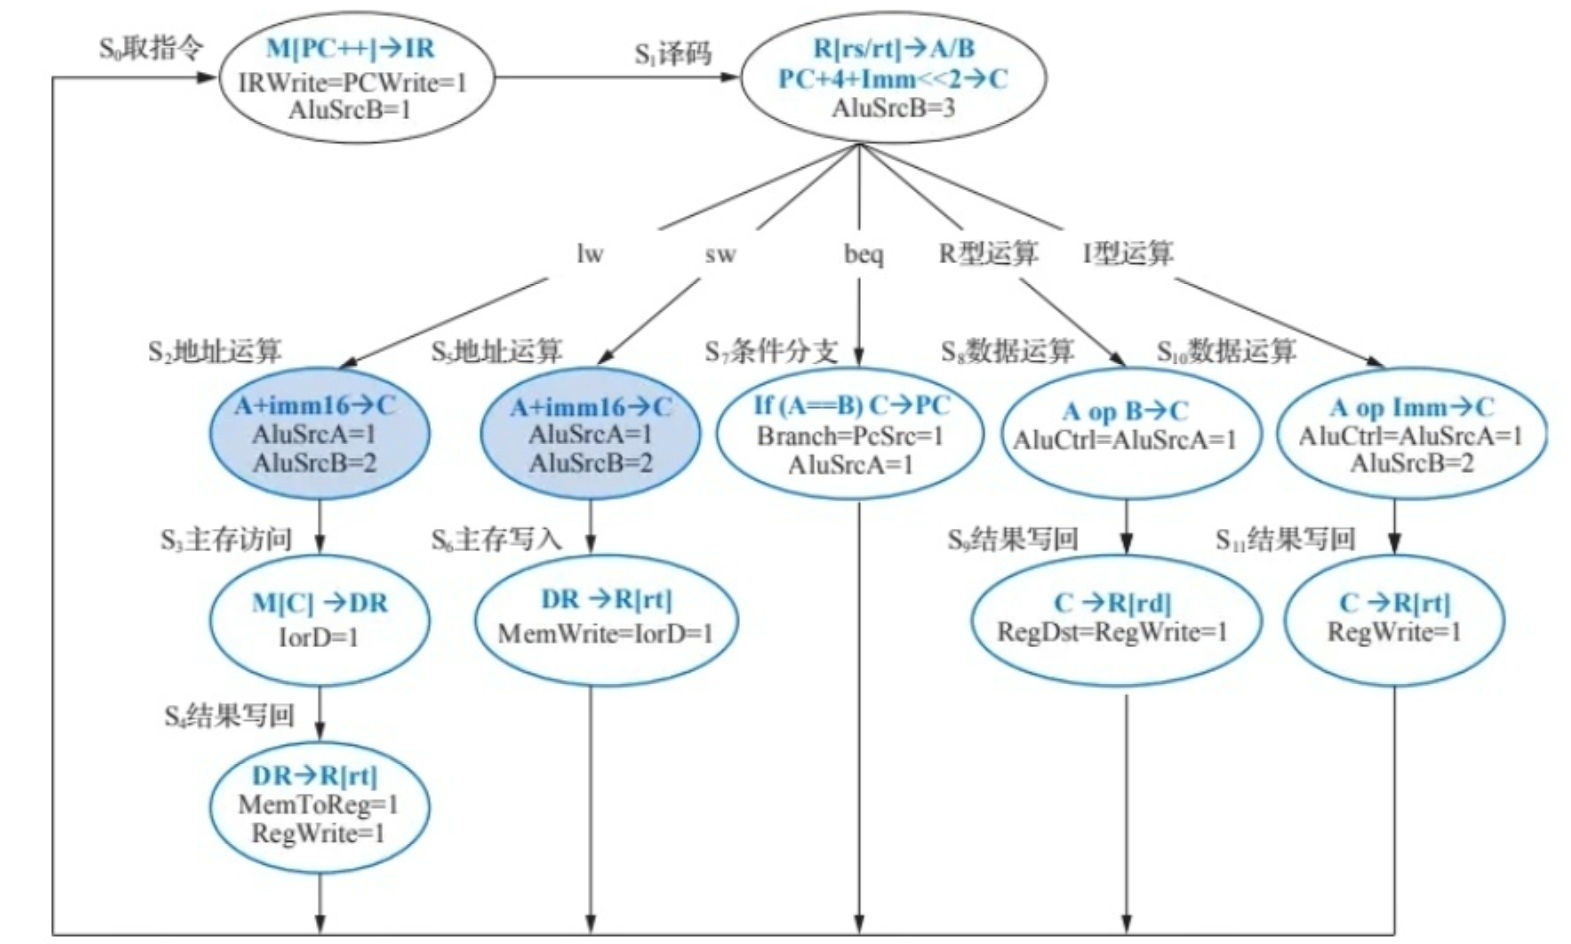 S₀取指令
M[PC++]→IR
IRWrite=PCWrite=1
AluSrcB=1
S₁译码
R[rs/rt]→A/B
PC+4+Imm<<2→C
AluSrcB=3
lw
sw
beq
R型运算
I型运算
S₂地址运算
A+imm16→C
AluSrcA=1
AluSrcB=2
S₅地址运算
A+imm16→C
AluSrcA=1
AluSrcB=2
S₇条件分支
If (A==B) C→PC
Branch=PcSrc=1
AluSrcA=1
S₈数据运算
A op B→C
AluCtrl=AluSrcA=1
S₁₀数据运算
A op Imm→C
AluCtrl=AluSrcA=1
AluSrcB=2
S₃主存访问
M[C] →DR
IorD=1
S₆主存写入
DR →R[rt]
MemWrite=IorD=1
S₉结果写回
C →R[rd]
RegDst=RegWrite=1
S₁₁结果写回
C →R[rt]
RegWrite=1
S₄结果写回
DR→R[rt]
MemToReg=1
RegWrite=1